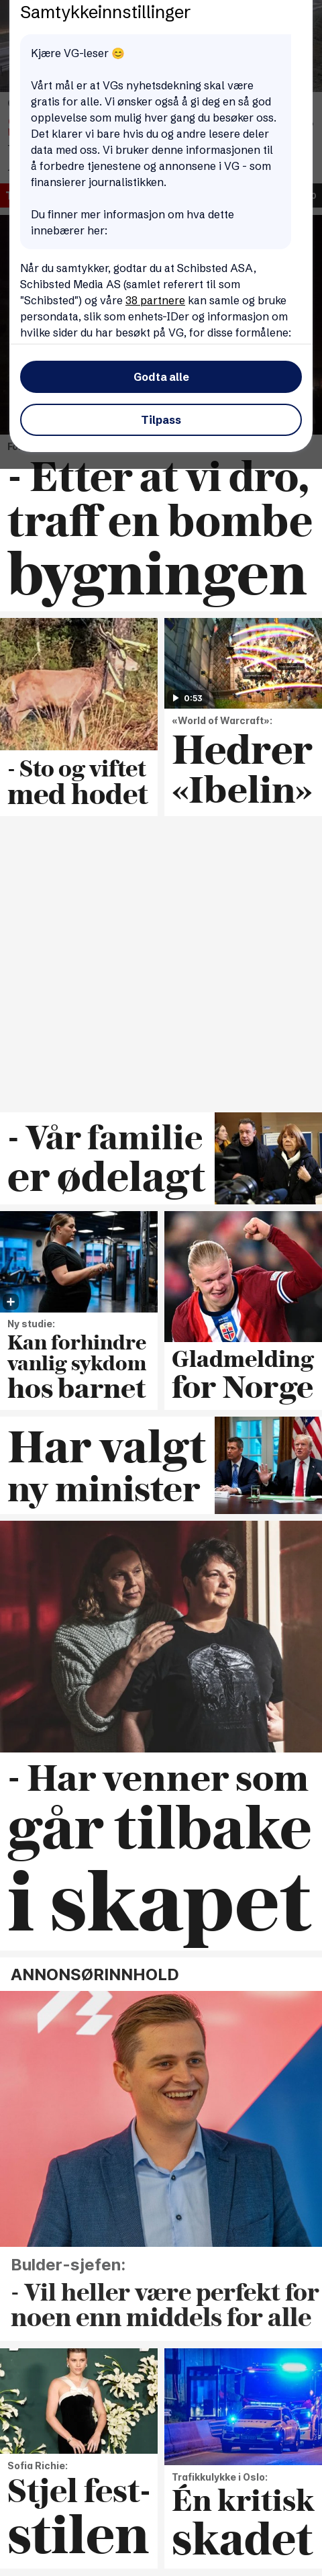 Samtykkeinnstillinger
Kjære VG-leser 😊
Vårt mål er at VGs nyhetsdekning skal være
gratis for alle. Vi ønsker også å gi deg en så god
opplevelse som mulig hver gang du besøker oss.
Det klarer vi bare hvis du og andre lesere deler
data med oss. Vi bruker denne informasjonen til
å forbedre tjenestene og annonsene i VG - som
finansierer journalistikken.
Du finner mer informasjon om hva dette
innebærer her:
Når du samtykker, godtar du at Schibsted ASA,
Schibsted Media AS (samlet referert til som
"Schibsted") og våre 38 partnere kan samle og bruke
persondata, slik som enhets-IDer og informasjon om
hvilke sider du har besøkt på VG, for disse formålene:
Godta alle
Tilpass
- Etter at vi dro,
traff en bombe
bygningen
- Sto og viftet
med hodet
0:53
«World of Warcraft»:
Hedrer
«Ibelin»
- Vår familie
er ødelagt
Ny studie:
Kan forhindre
vanlig sykdom
hos barnet
Gladmelding
for Norge
Har valgt
ny minister
- Har venner som
går tilbake
i skapet
ANNONSØRINNHOLD
Bulder-sjefen:
- Vil heller være perfekt for
noen enn middels for alle
Sofia Richie:
Stjel fest-
stilen
Trafikkulykke i Oslo:
Én kritisk
skadet